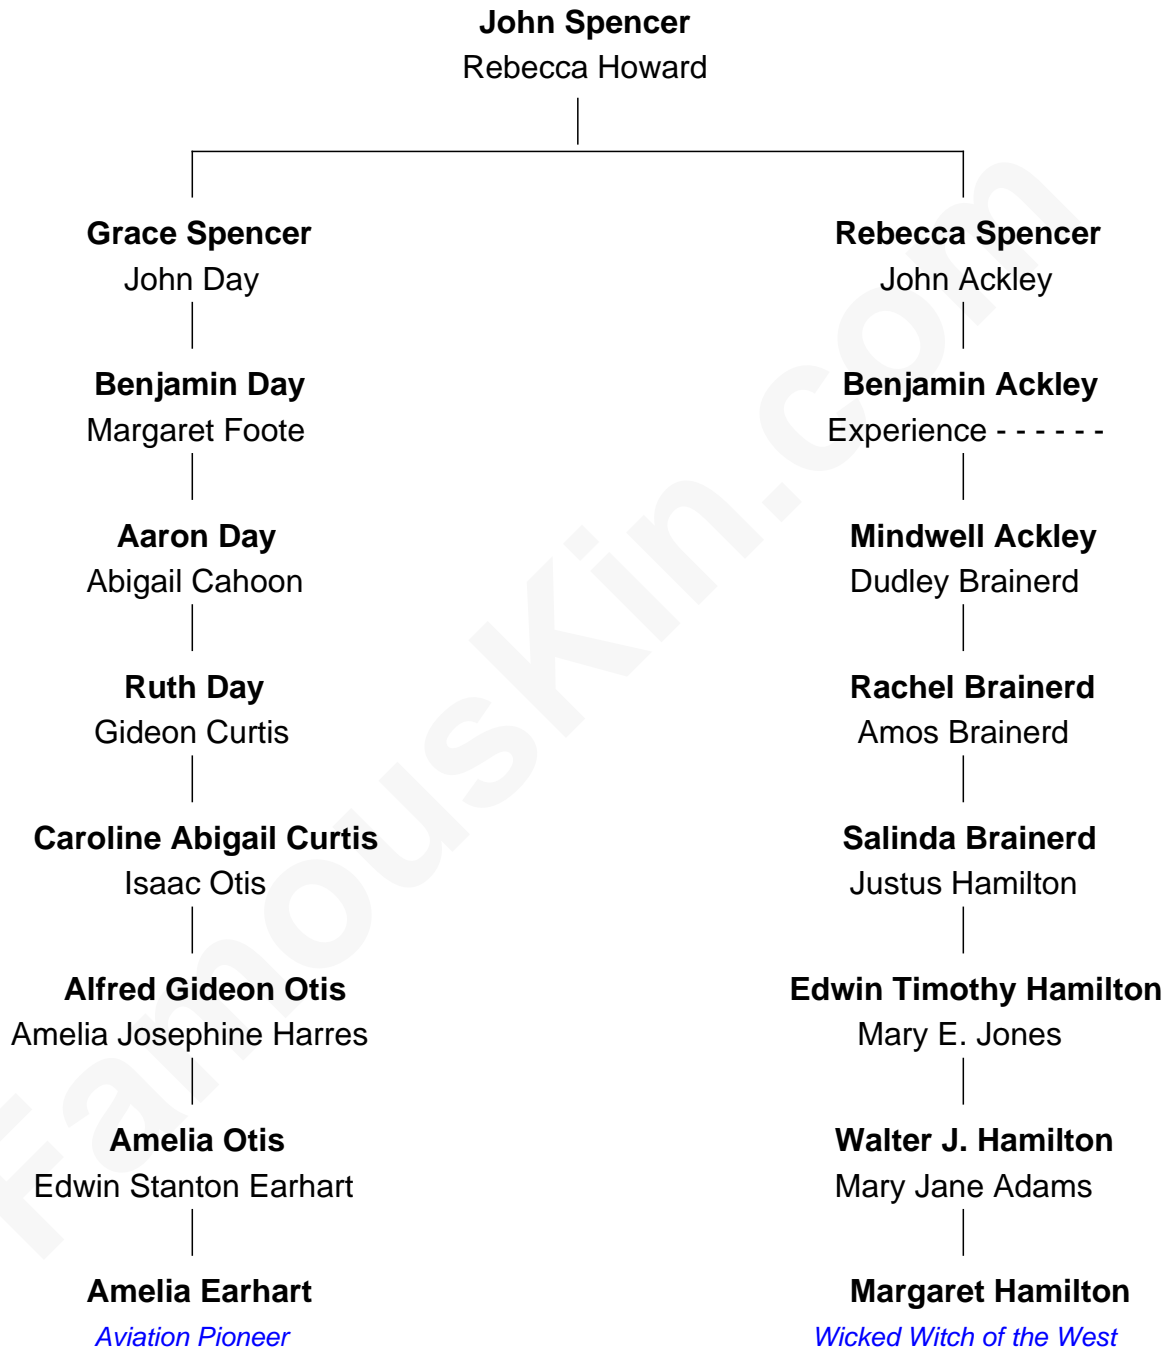 John Spencer
Rebecca Howard
Grace Spencer
John Day
Rebecca Spencer
John Ackley
Benjamin Day
Margaret Foote
Benjamin Ackley
Experience - - - - - -
Aaron Day
Abigail Cahoon
Mindwell Ackley
Dudley Brainerd
Ruth Day
Gideon Curtis
Rachel Brainerd
Amos Brainerd
Caroline Abigail Curtis
Isaac Otis
Salinda Brainerd
Justus Hamilton
Alfred Gideon Otis
Amelia Josephine Harres
Edwin Timothy Hamilton
Mary E. Jones
Amelia Otis
Edwin Stanton Earhart
Walter J. Hamilton
Mary Jane Adams
Amelia Earhart
Aviation Pioneer
Margaret Hamilton
Wicked Witch of the West
FamousKin.com